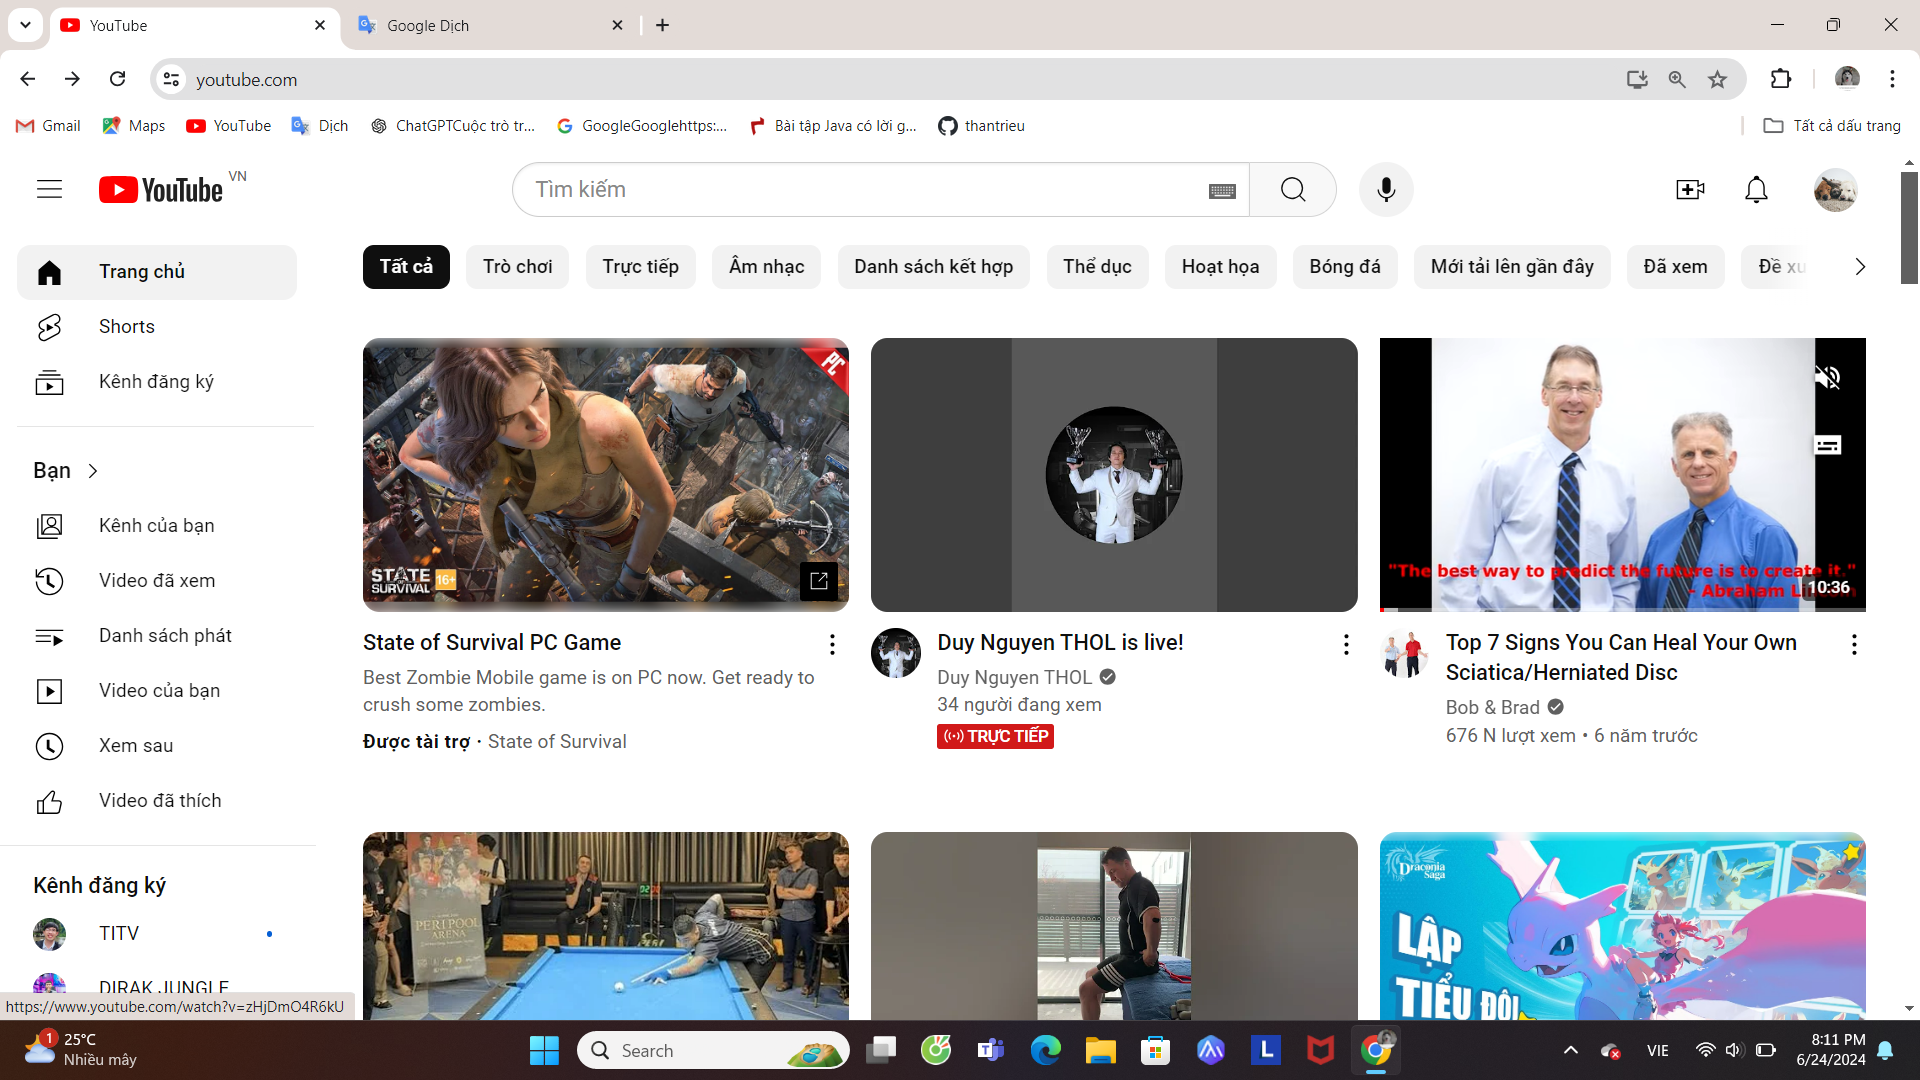 YouTube
Google Dịch
youtube.com
Gmail
Maps
YouTube
Dịch
ChatGPTCuộc trò tr...
GoogleGooglehttps:...
Bài tập Java có lời g...
thantrieu
Tất cả dấu trang
YouTube VN
Tìm kiếm
Trang chủ
Shorts
Kênh đăng ký
Bạn
Kênh của bạn
Video đã xem
Danh sách phát
Video của bạn
Xem sau
Video đã thích
Kênh đăng ký
TITV
DIRAK JUNGLE
https://www.youtube.com/watch?v=zHjDmO4R6kU
Tất cả
Trò chơi
Trực tiếp
Âm nhạc
Danh sách kết hợp
Thể dục
Hoạt họa
Bóng đá
Mới tải lên gần đây
Đã xem
Đề xu
PC
STATE
SURVIVAL
16+
State of Survival PC Game
Best Zombie Mobile game is on PC now. Get ready to
crush some zombies.
Được tài trợ · State of Survival
Duy Nguyen THOL is live!
Duy Nguyen THOL
34 người đang xem
TRỰC TIẾP
"The best way to predict the future is to create it."
- Abraham
10:36
Top 7 Signs You Can Heal Your Own
Sciatica/Herniated Disc
Bob & Brad
676 N lượt xem • 6 năm trước
PERI POOL
ARENA
Draconia
Saga
LẬP
TIỂU ĐỘI
1
25°C
Nhiều mây
Search
L
VIE
8:11 PM
6/24/2024